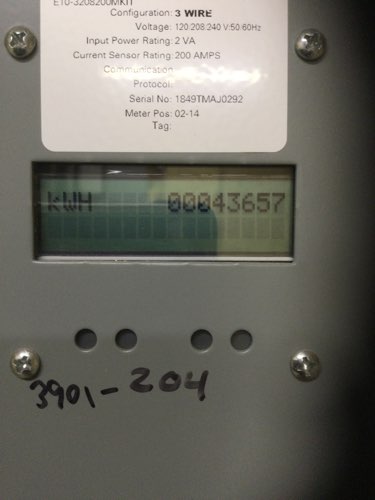 E10-3208200MKIT
Configuration: 3 WIRE
Voltage: 120:208:240 V:50:60Hz
Input Power Rating: 2 VA
Current Sensor Rating: 200 AMPS
Communication
Protocol:
Serial No: 1849TMAJ0292
Meter Pos: 02-14
Tag:
kWH 00043657
3901-204